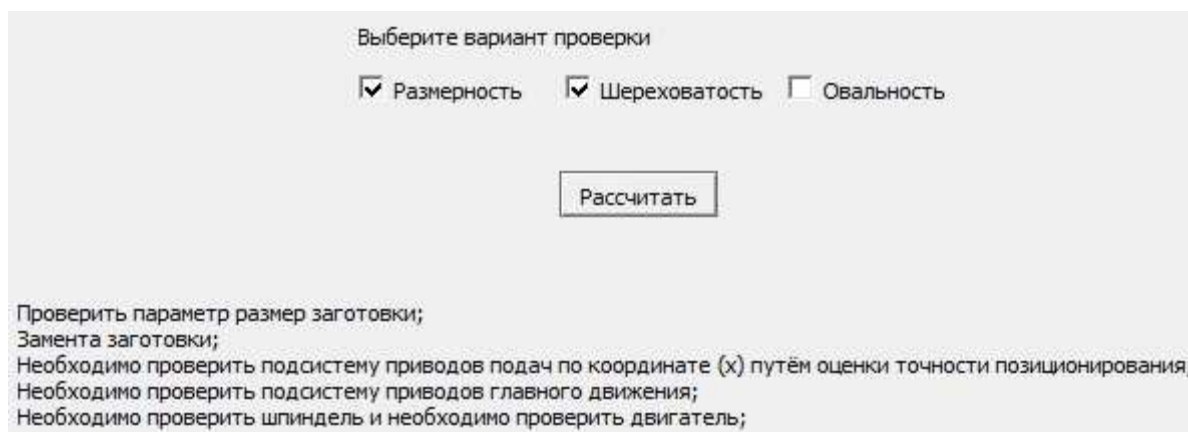 Выберите вариант проверки
Размерность Шереховатость Овальность
Рассчитать
Проверить параметр размер заготовки;
Замента заготовки;
Необходимо проверить подсистему приводов подач по координате (x) путём оценки точности позиционирования;
Необходимо проверить подсистему приводов главного движения;
Необходимо проверить шпиндель и необходимо проверить двигатель;